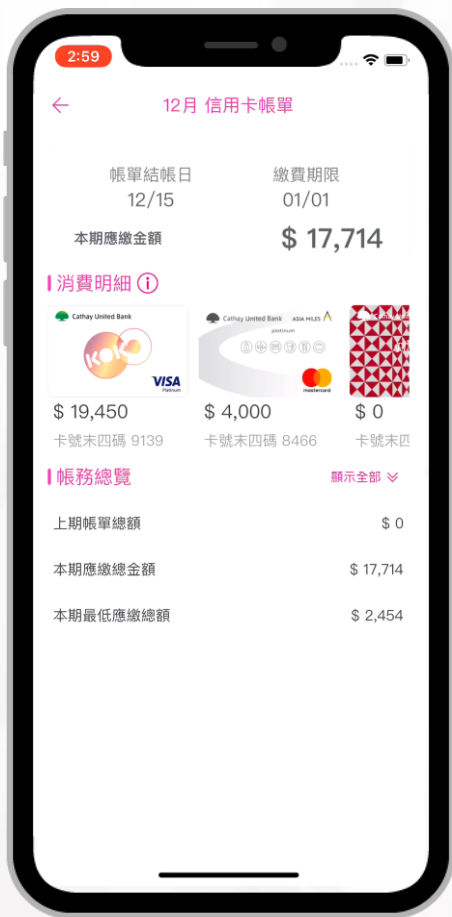 2:59
12月 信用卡帳單
帳單結帳日 繳費期限
12/15 01/01
本期應繳金額 $ 17,714
消費明細
Cathay United Bank
KOKO
VISA
Platinum
Cathay United Bank ASIA MILES
platinum
mastercard
$ 19,450 $ 4,000 $ 0
卡號末四碼 9139 卡號末四碼 8466 卡號末四
帳務總覽 顯示全部
上期帳單總額 $ 0
本期應繳總金額 $ 17,714
本期最低應繳總額 $ 2,454